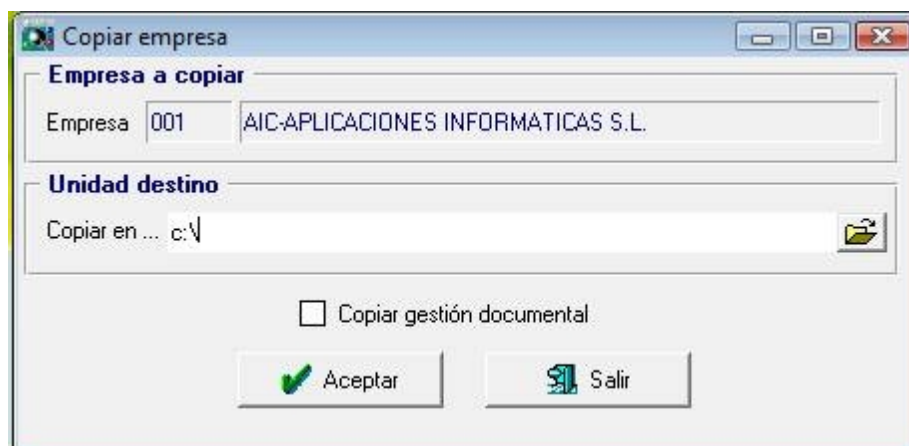 Copiar empresa
Empresa a copiar
Empresa 001 AIC-APLICACIONES INFORMATICAS S.L.
Unidad destino
Copiar en ... c:\
Copiar gestión documental
Aceptar Salir